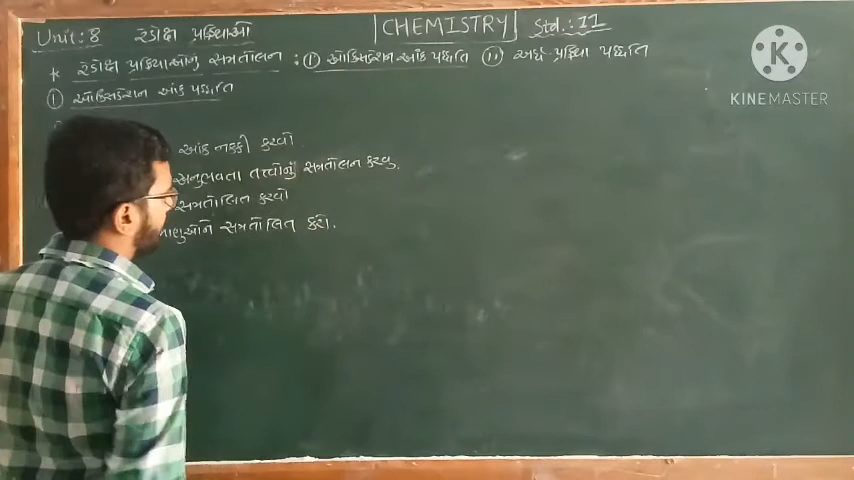 Unit: 8 રેડોક્ષ પ્રક્રિયાઓ CHEMISTRY Std.: 11
* રેડોક્ષ પ્રક્રિયાઓનું સમતોલન : (i) ઓક્સિડેશન આંક પદ્ધતિ (ii) અર્ધ પ્રક્રિયા પદ્ધતિ
(i) ઓક્સિડેશન આંક પદ્ધતિ
આંક નક્કી કરવો
અનુભવતા તત્વોનું સમતોલન કરવુ.
સમતોલિત કરવો
સમતોલિત કરો.
K
KINEMASTER